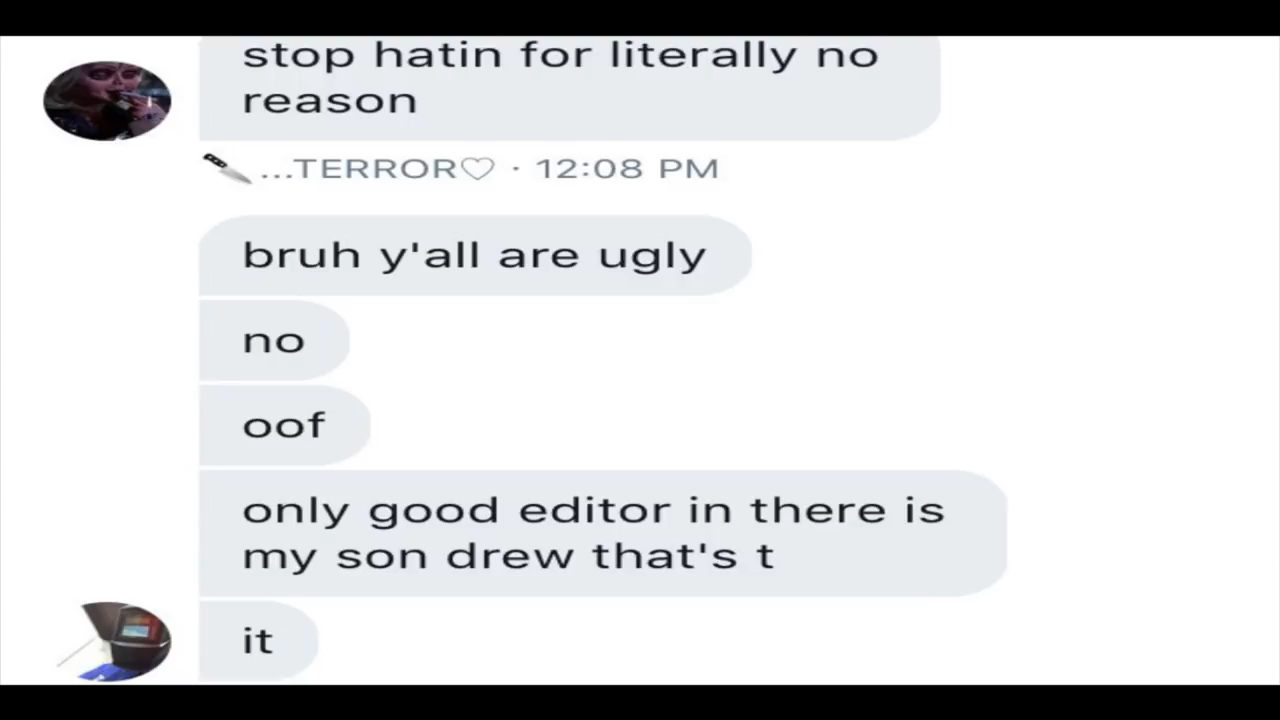 stop hatin for literally no
reason
🔪...TERROR♡ · 12:08 PM
bruh y'all are ugly
no
oof
only good editor in there is
my son drew that's t
it